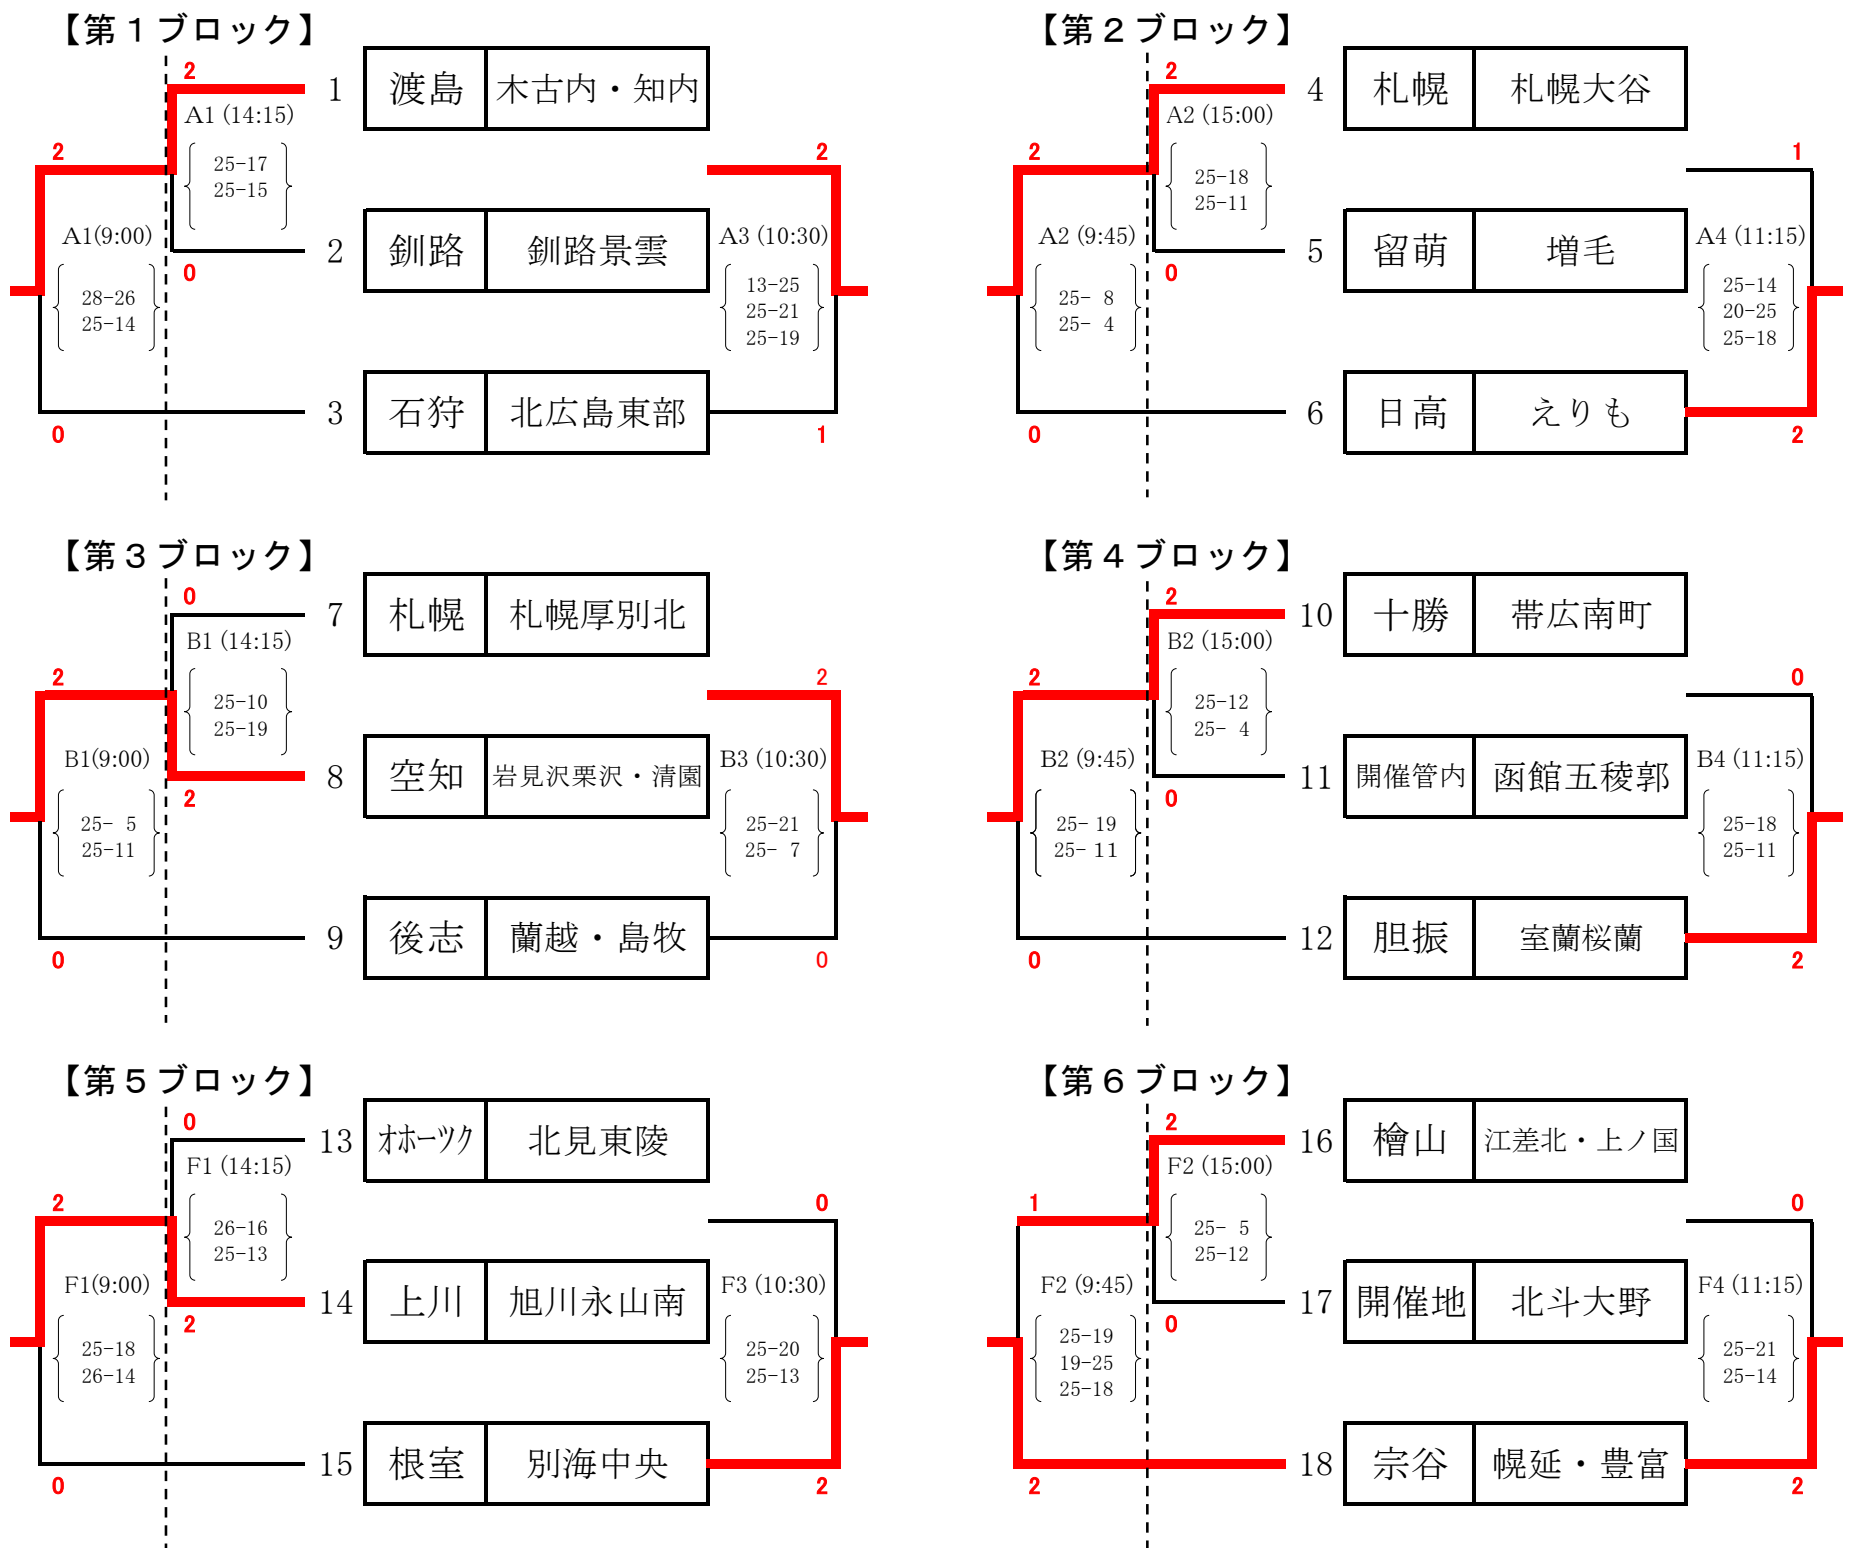 【第１ブロック】
2
1 渡島 木古内・知内
A1 (14:15)
25-17
25-15
2
2
A1(9:00)
28-26
25-14
2 釧路 釧路景雲
0
A3 (10:30)
13-25
25-21
25-19
3 石狩 北広島東部
0
1
【第２ブロック】
2
4 札幌 札幌大谷
A2 (15:00)
25-18
25-11
2
1
A2 (9:45)
25- 8
25- 4
5 留萌 増毛
0
A4 (11:15)
25-14
20-25
25-18
6 日高 えりも
0
2
【第３ブロック】
0
7 札幌 札幌厚別北
B1 (14:15)
25-10
25-19
2
2
B1(9:00)
25- 5
25-11
8 空知 岩見沢栗沢・清園
2
B3 (10:30)
25-21
25- 7
9 後志 蘭越・島牧
0
0
【第４ブロック】
2
10 十勝 帯広南町
B2 (15:00)
25-12
25- 4
2
0
B2 (9:45)
25- 19
25- 11
11 開催管内 函館五稜郭
0
B4 (11:15)
25-18
25-11
12 胆振 室蘭桜蘭
0
2
【第５ブロック】
0
13 ｵﾎｰﾂｸ 北見東陵
F1 (14:15)
26-16
25-13
2
0
F1(9:00)
25-18
26-14
14 上川 旭川永山南
2
F3 (10:30)
25-20
25-13
15 根室 別海中央
0
2
【第６ブロック】
2
16 檜山 江差北・上ノ国
F2 (15:00)
25- 5
25-12
1
0
F2 (9:45)
25-19
19-25
25-18
17 開催地 北斗大野
0
F4 (11:15)
25-21
25-14
18 宗谷 幌延・豊富
2
2